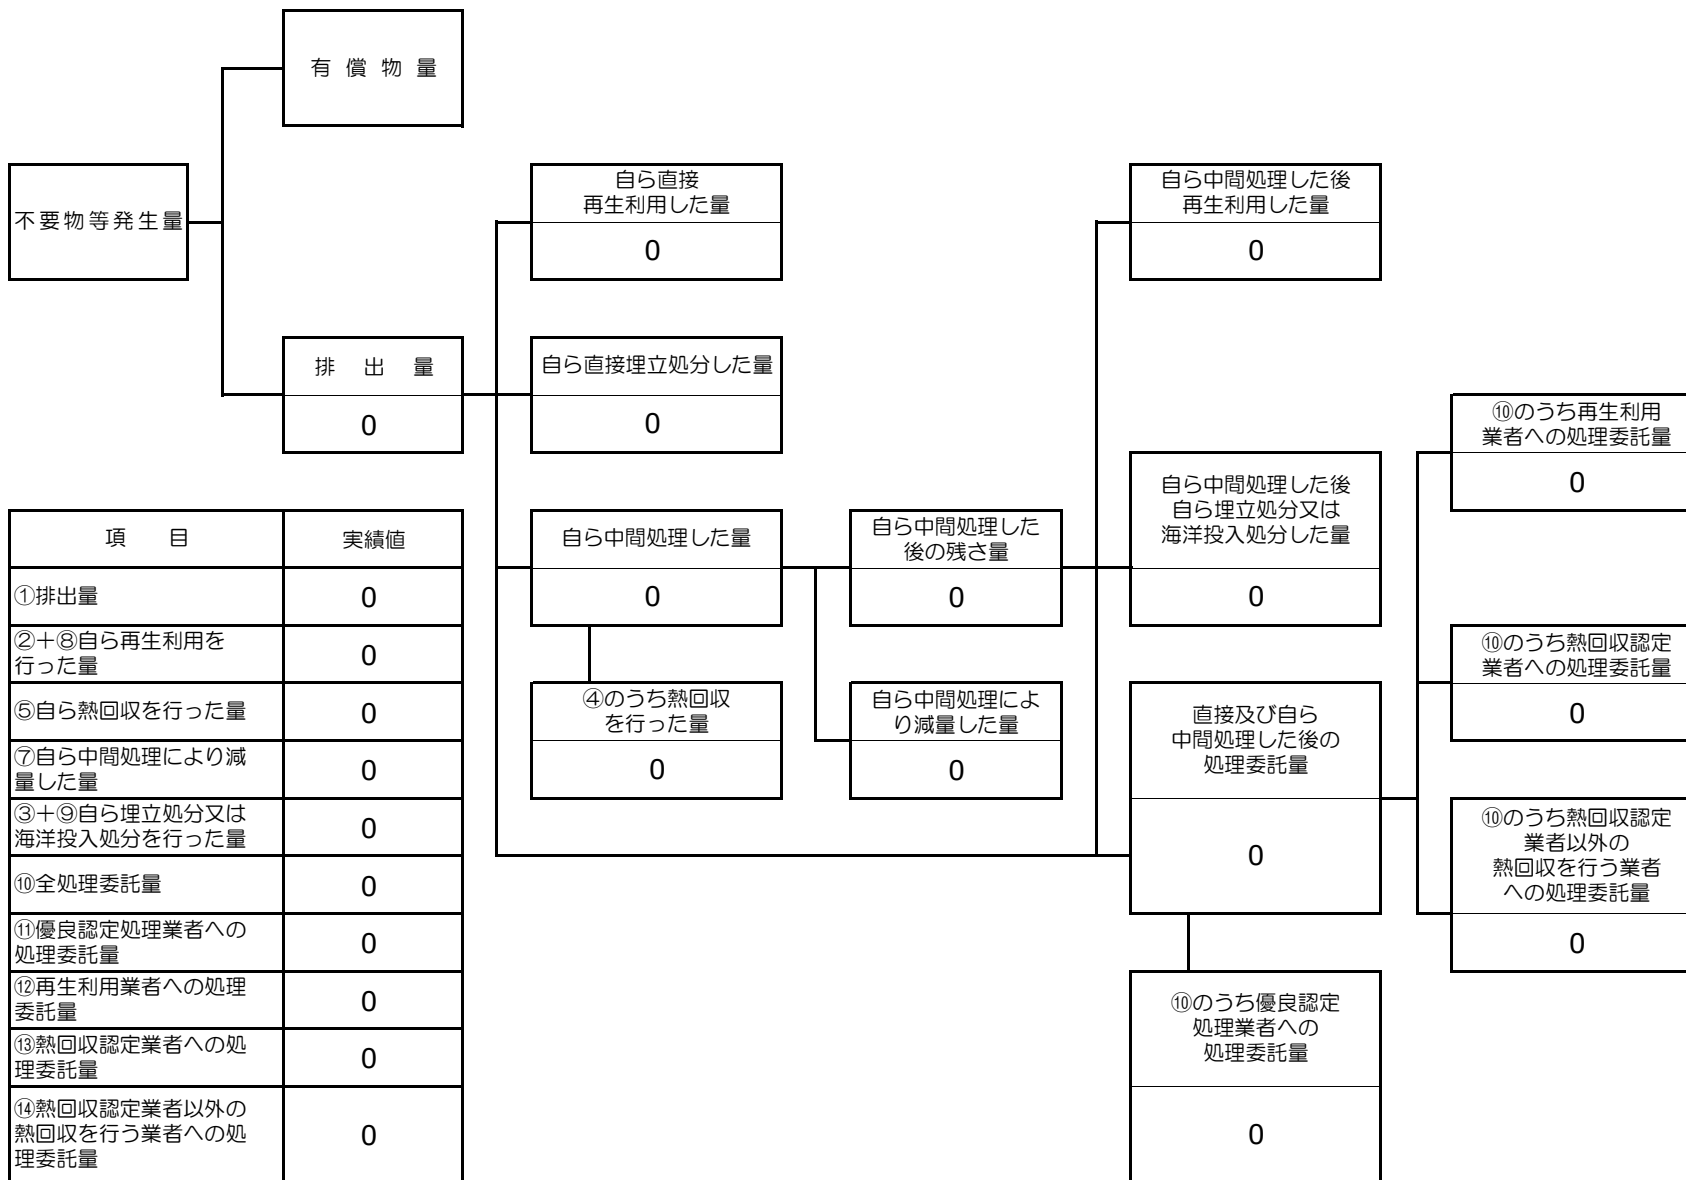 有 償 物 量
不要物等発生量
自ら直接
再生利用した量
0
自ら中間処理した後
再生利用した量
0
排 出 量
0
自ら直接埋立処分した量
0
⑩のうち再生利用
業者への処理委託量
0
自ら中間処理した量
0
自ら中間処理した
後の残さ量
0
自ら中間処理した後
自ら埋立処分又は
海洋投入処分した量
0
⑩のうち熱回収認定
業者への処理委託量
0
④のうち熱回収
を行った量
0
自ら中間処理によ
り減量した量
0
直接及び自ら
中間処理した後の
処理委託量
0
⑩のうち熱回収認定
業者以外の
熱回収を行う業者
への処理委託量
0
⑩のうち優良認定
処理業者への
処理委託量
0
項 目 実績値
①排出量 0
②+⑧自ら再生利用を
行った量 0
⑤自ら熱回収を行った量 0
⑦自ら中間処理により減
量した量 0
③+⑨自ら埋立処分又は
海洋投入処分を行った量 0
⑩全処理委託量 0
⑪優良認定処理業者への
処理委託量 0
⑫再生利用業者への処理
委託量 0
⑬熱回収認定業者への処
理委託量 0
⑭熱回収認定業者以外の
熱回収を行う業者への処
理委託量 0